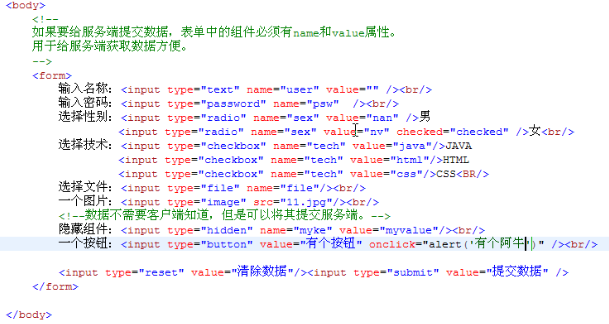 <body>
<!--
如果要给服务端提交数据，表单中的组件必须有name和value属性。
用于给服务端获取数据方便。
-->
<form>
输入名称：<input type="text" name="user" value="" /><br/>
输入密码：<input type="password" name="psw"  /><br/>
选择性别：<input type="radio" name="sex" value="nan" />男
<input type="radio" name="sex" value="nv" checked="checked" />女<br/>
选择技术：<input type="checkbox" name="tech" value="java"/>JAVA
<input type="checkbox" name="tech" value="html"/>HTML
<input type="checkbox" name="tech" value="css"/>CSS<BR/>
选择文件：<input type="file" name="file"/><br/>
一个图片：<input type="image" src="11.jpg"/><br/>
<!--数据不需要客户端知道，但是可以将其提交服务端。-->
隐藏组件：<input type="hidden" name="myke" value="myvalue"/><br/>
一个按钮：<input type="button" value="有个按钮" onclick="alert('有个阿牛')" /><br/>
<input type="reset" value="清除数据"/><input type="submit" value="提交数据" />
</form>
</body>